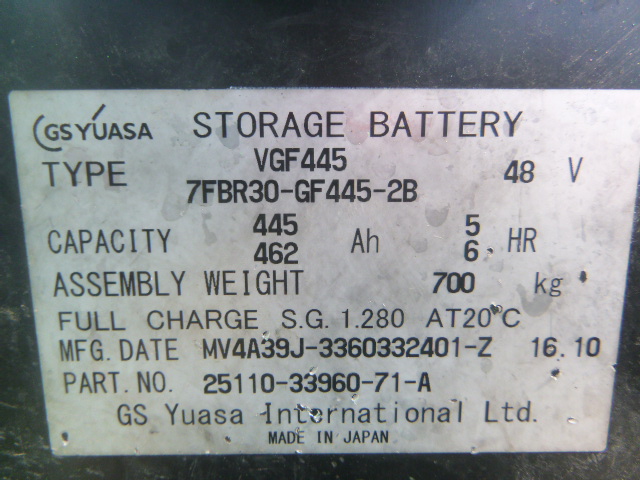 GS YUASA STORAGE BATTERY
TYPE VGF445 48 V
7FBR30-GF445-2B
CAPACITY 445 Ah 5 HR
462 6
ASSEMBLY WEIGHT 700 kg
FULL CHARGE S.G. 1.280 AT20°C
MFG. DATE MV4A39J-3360332401-Z 16.10
PART.NO. 25110-33960-71-A
GS Yuasa International Ltd.
MADE IN JAPAN